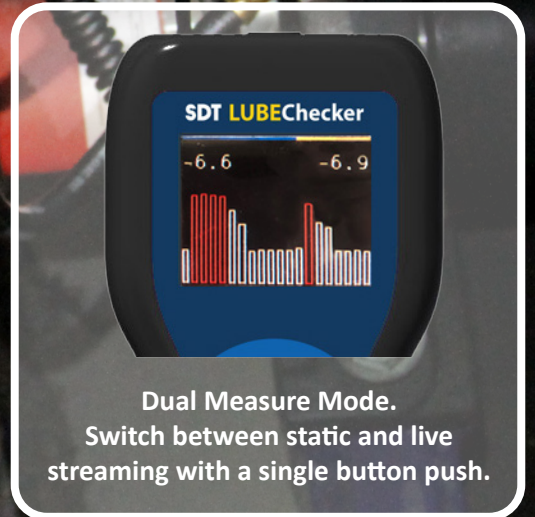 SDT LUBEChecker
-6.6 -6.9
Dual Measure Mode.
Switch between static and live
streaming with a single button push.